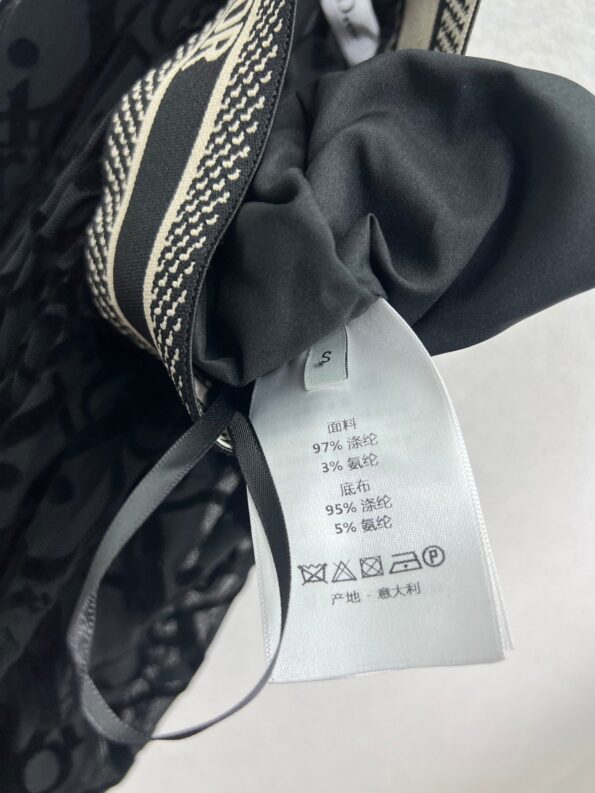 OR
S
面料
97% 涤纶
3% 氨纶
底布
95% 涤纶
5% 氨纶
P
产地 - 意大利